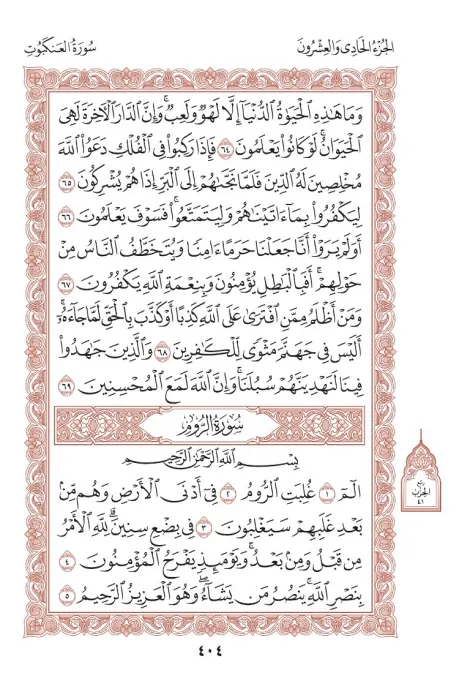 الجزء الحادي والعشرون
سورة العنكبوت
وَمَا هَٰذِهِ ٱلْحَيَوٰةُ ٱلدُّنْيَآ إِلَّا لَهْوٌ وَلَعِبٌ ۚ وَإِنَّ ٱلدَّارَ ٱلْءَاخِرَةَ لَهِىَ
ٱلْحَيَوَانُ ۚ لَوْ كَانُوا۟ يَعْلَمُونَ ٦٤ فَإِذَا رَكِبُوا۟ فِى ٱلْفُلْكِ دَعَوُا۟ ٱللَّهَ
مُخْلِصِينَ لَهُ ٱلدِّينَ فَلَمَّا نَجَّىٰهُمْ إِلَى ٱلْبَرِّ إِذَا هُمْ يُشْرِكُونَ ٦٥
لِيَكْفُرُوا۟ بِمَآ ءَاتَيْنَٰهُمْ وَلِيَتَمَتَّعُوا۟ ۖ فَسَوْفَ يَعْلَمُونَ ٦٦
أَوَلَمْ يَرَوْا۟ أَنَّا جَعَلْنَا حَرَمًا ءَامِنًا وَيُتَخَطَّفُ ٱلنَّاسُ مِنْ
حَوْلِهِمْ ۚ أَفَبِٱلْبَٰطِلِ يُؤْمِنُونَ وَبِنِعْمَةِ ٱللَّهِ يَكْفُرُونَ ٦٧
وَمَنْ أَظْلَمُ مِمَّنِ ٱفْتَرَىٰ عَلَى ٱللَّهِ كَذِبًا أَوْ كَذَّبَ بِٱلْحَقِّ لَمَّا جَآءَهُۥٓ ۚ
أَلَيْسَ فِى جَهَنَّمَ مَثْوًى لِّلْكَٰفِرِينَ ٦٨ وَٱلَّذِينَ جَٰهَدُوا۟
فِينَا لَنَهْدِيَنَّهُمْ سُبُلَنَا ۚ وَإِنَّ ٱللَّهَ لَمَعَ ٱلْمُحْسِنِينَ ٦٩
سُورَةُ الرُّومِ
بِسْمِ ٱللَّهِ ٱلرَّحْمَٰنِ ٱلرَّحِيمِ
الٓمٓ ١ غُلِبَتِ ٱلرُّومُ ٢ فِىٓ أَدْنَى ٱلْأَرْضِ وَهُم مِّنۢ
بَعْدِ غَلَبِهِمْ سَيَغْلِبُونَ ٣ فِى بِضْعِ سِنِينَ ۗ لِلَّهِ ٱلْأَمْرُ
مِن قَبْلُ وَمِنۢ بَعْدُ ۚ وَيَوْمَئِذٍ يَفْرَحُ ٱلْمُؤْمِنُونَ ٤
بِنَصْرِ ٱللَّهِ ۚ يَنصُرُ مَن يَشَآءُ ۖ وَهُوَ ٱلْعَزِيزُ ٱلرَّحِيمُ ٥
ربع
الحزب
٤١
٤٠٤